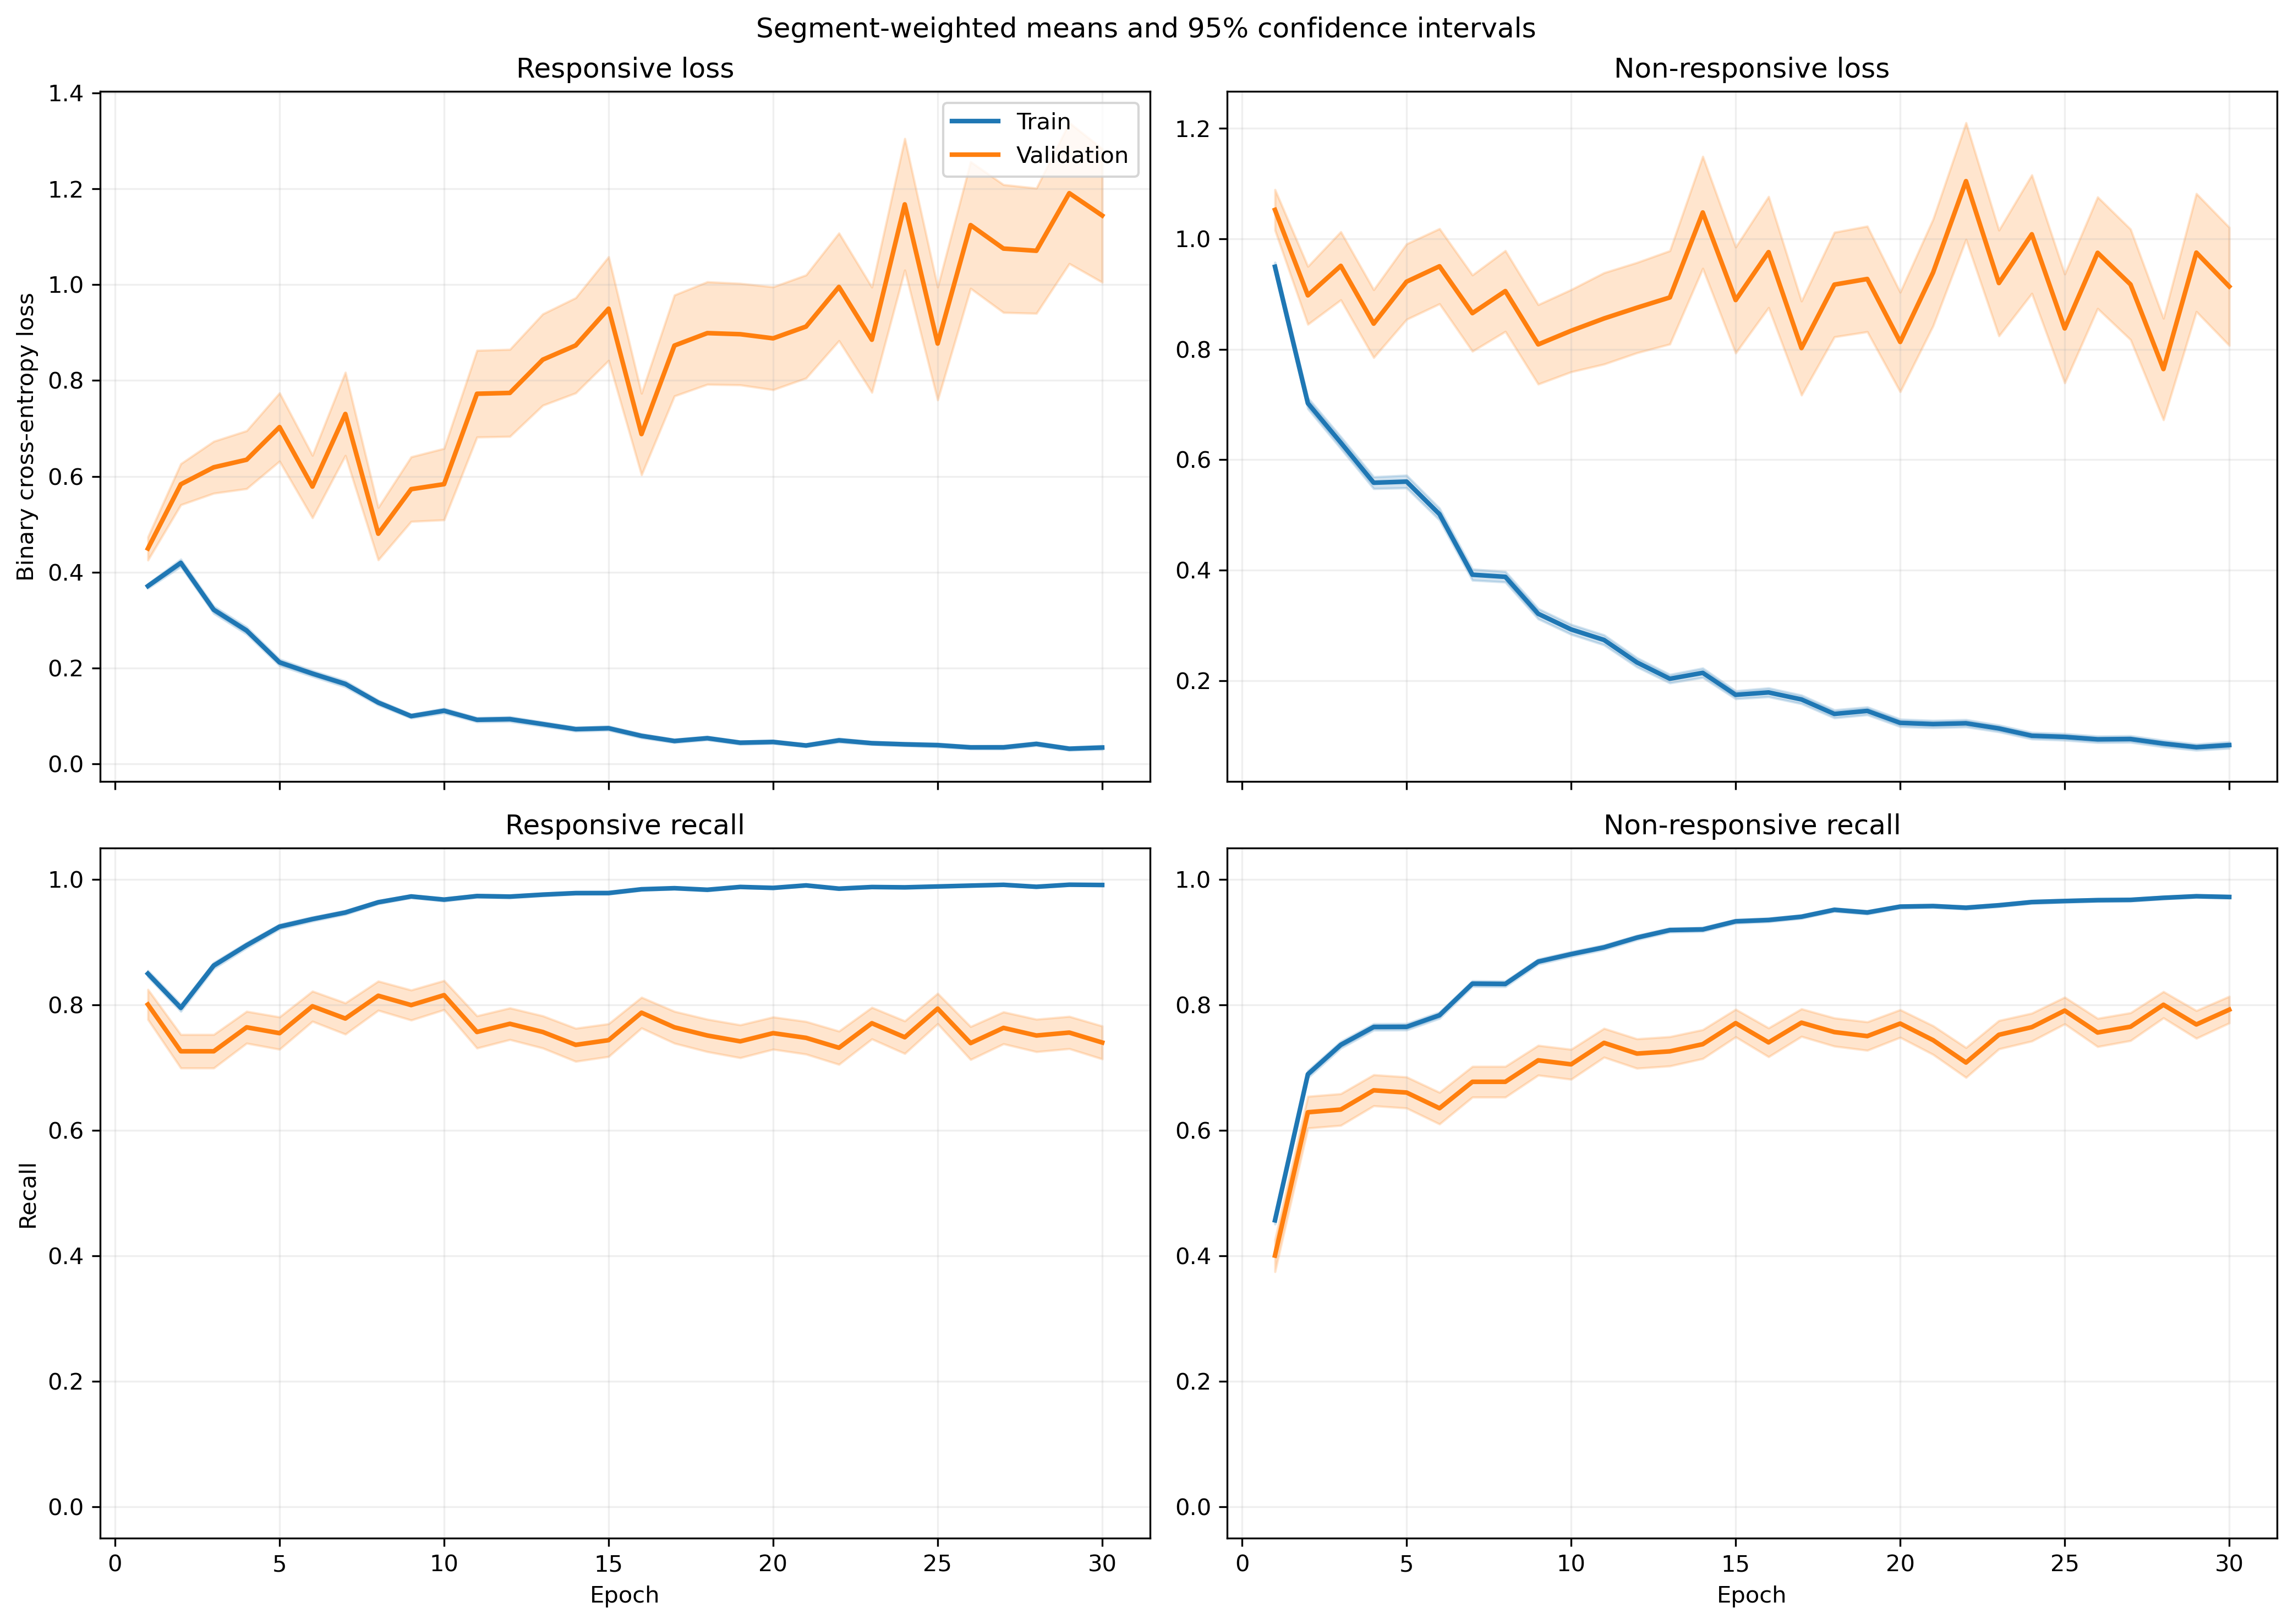 Segment-weighted means and 95% confidence intervals
Responsive loss
Non-responsive loss
Binary cross-entropy loss
1.4
1.2
1.0
0.8
0.6
0.4
0.2
0.0
Train
Validation
1.2
1.0
0.8
0.6
0.4
0.2
Responsive recall
Non-responsive recall
Recall
1.0
0.8
0.6
0.4
0.2
0.0
0 5 10 15 20 25 30
Epoch
1.0
0.8
0.6
0.4
0.2
0.0
0 5 10 15 20 25 30
Epoch